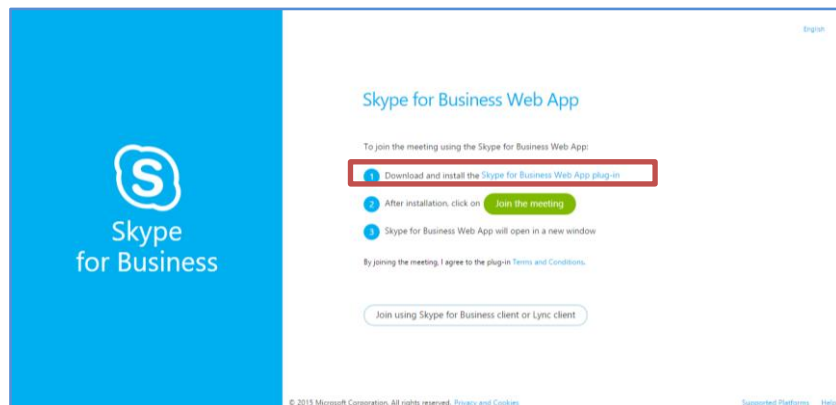 English
Skype for Business Web App
To join the meeting using the Skype for Business Web App:
1 Download and install the Skype for Business Web App plug-in
2 After installation, click on Join the meeting
3 Skype for Business Web App will open in a new window
By joining the meeting, I agree to the plug-in Terms and Conditions.
Join using Skype for Business client or Lync client
S
Skype
for Business
© 2015 Microsoft Corporation. All rights reserved. Privacy and Cookies
Supported Platforms Help